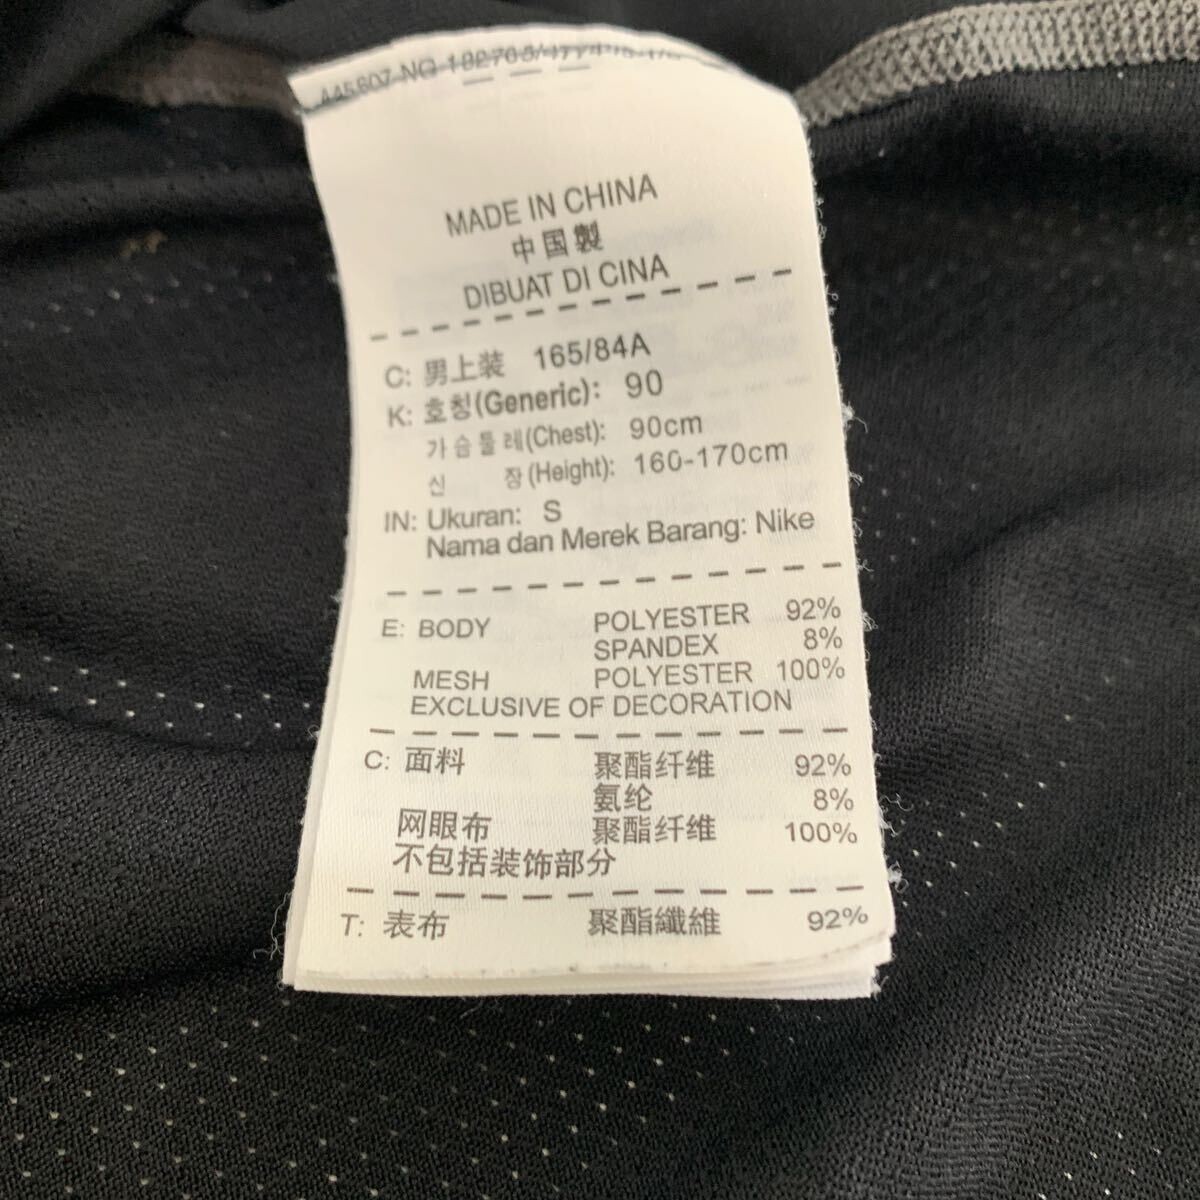 MADE IN CHINA
中国製
DIBUAT DI CINA
C: 男上装 165/84A
K: 호칭(Generic): 90
가슴둘레(Chest): 90cm
신 장(Height): 160-170cm
IN: Ukuran: S
Nama dan Merek Barang: Nike
E: BODY POLYESTER 92%
SPANDEX 8%
MESH POLYESTER 100%
EXCLUSIVE OF DECORATION
C: 面料 聚酯纤维 92%
氨纶 8%
网眼布 聚酯纤维 100%
不包括装饰部分
T: 表布 聚酯纖維 92%